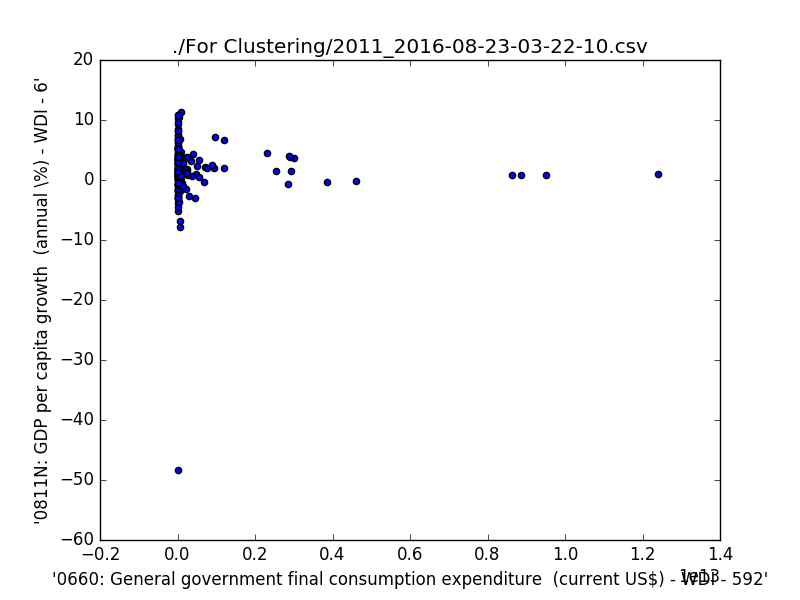 ./For Clustering/2011_2016-08-23-03-22-10.csv
20
10
0
−10
−20
−30
−40
−50
−60
'0811N: GDP per capita growth  (annual \%) - WDI - 6'
−0.2 0.0 0.2 0.4 0.6 0.8 1.0 1.2 1.4
1e13
'0660: General government final consumption expenditure  (current US$) - WDI - 592'